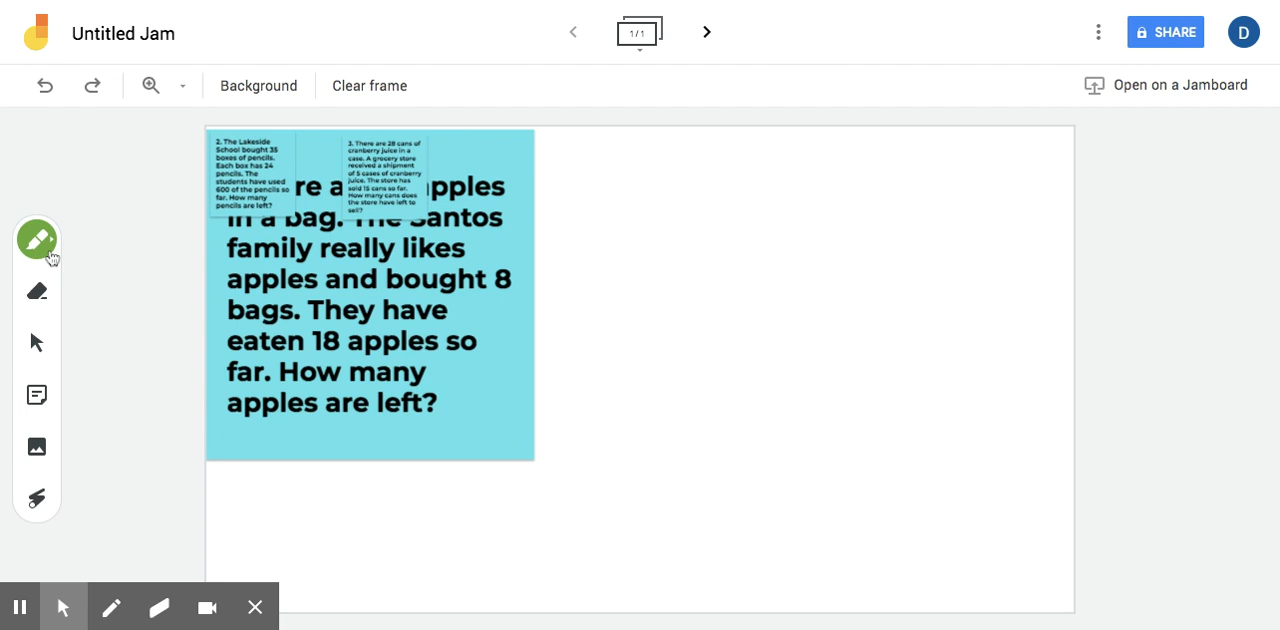 Untitled Jam
1/1
SHARE
D
Background
Clear frame
Open on a Jamboard
2. The Lakeside
School bought 35
boxes of pencils.
Each box has 24
pencils. The
students have used
600 of the pencils so
far. How many
pencils are left?
3. There are 28 cans of
cranberry juice in a
case. A grocery store
received a shipment
of 5 cases of cranberry
juice. The store has
sold 15 cans so far.
How many cans does
the store have left to
sell?
re a pples
in a bag. The Santos
family really likes
apples and bought 8
bags. They have
eaten 18 apples so
far. How many
apples are left?